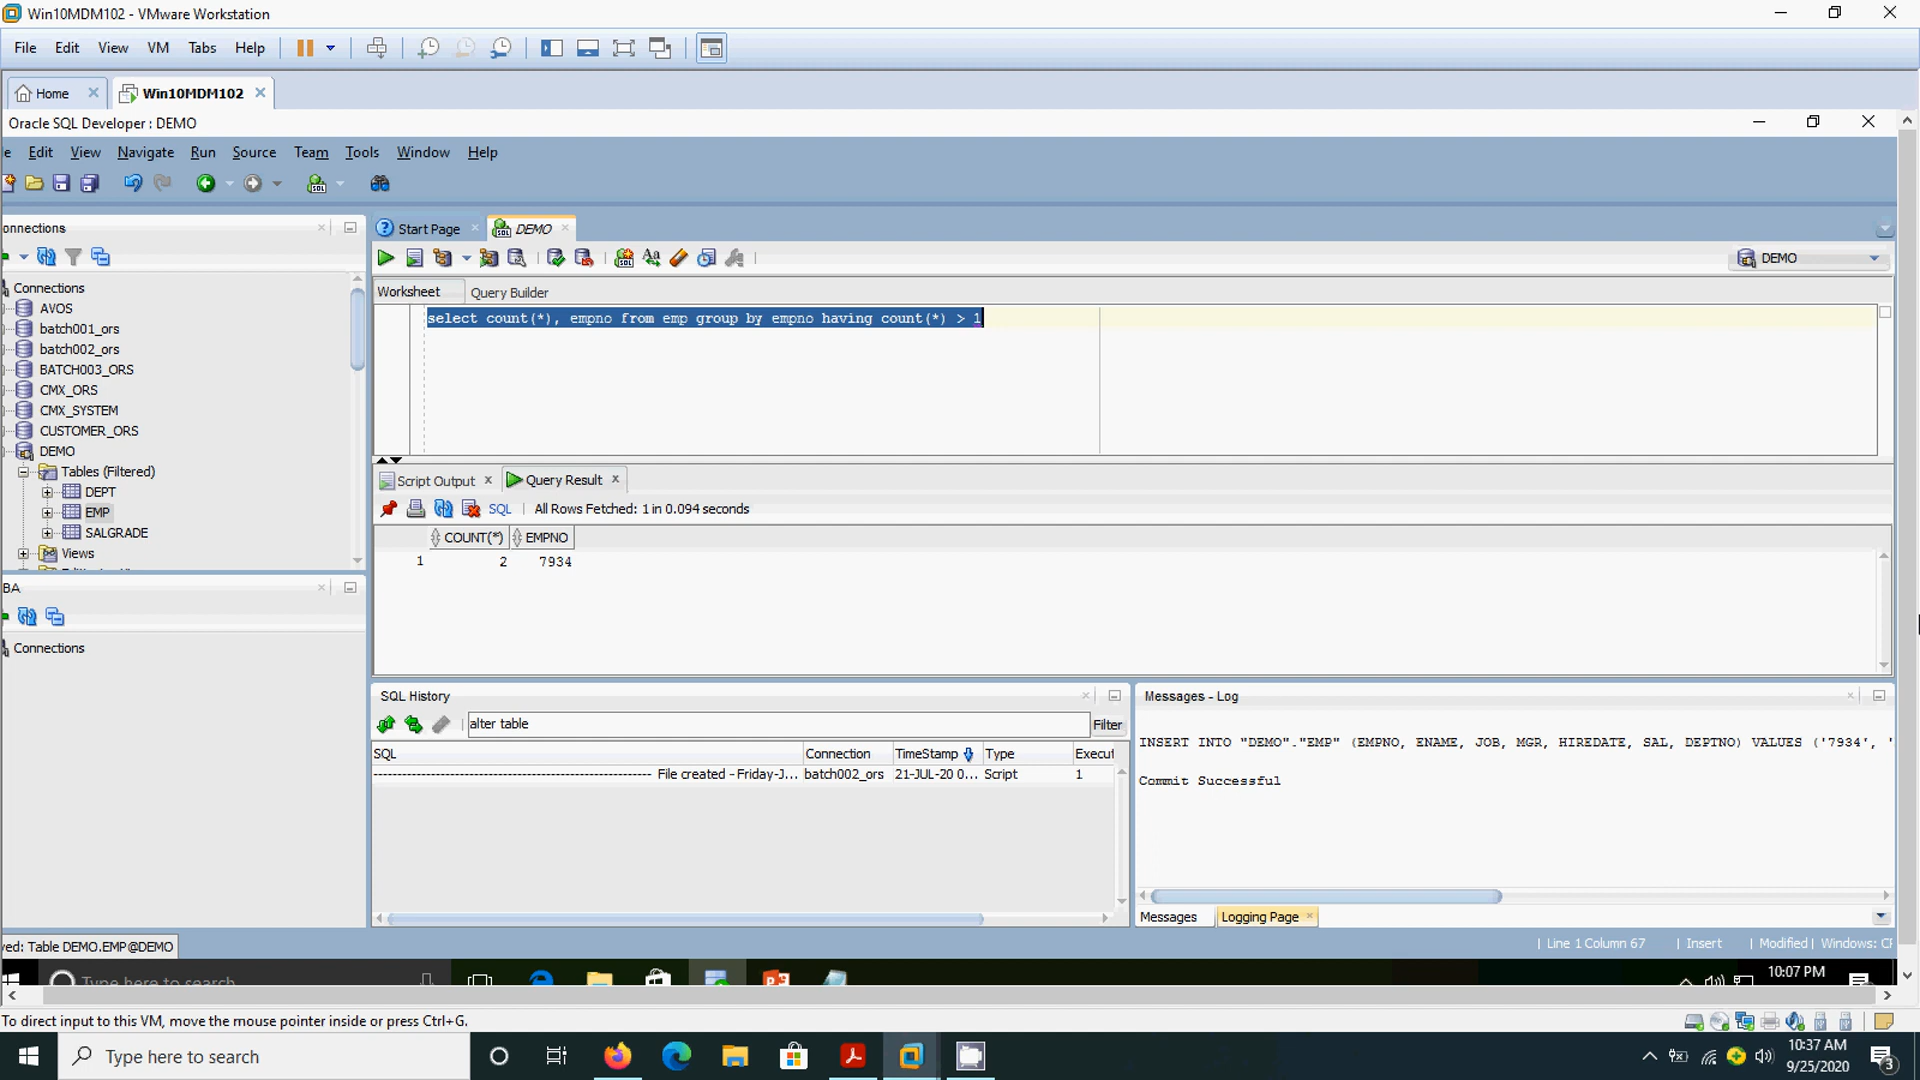 Win10MDM102 - VMware Workstation
File Edit View VM Tabs Help
Home Win10MDM102
Oracle SQL Developer : DEMO
e Edit View Navigate Run Source Team Tools Window Help
onnections
Start Page DEMO
DEMO
Worksheet Query Builder
select count(*), empno from emp group by empno having count(*) > 1
Connections
AVOS
batch001_ors
batch002_ors
BATCH003_ORS
CMX_ORS
CMX_SYSTEM
CUSTOMER_ORS
DEMO
Tables (Filtered)
DEPT
EMP
SALGRADE
Views
Script Output Query Result
SQL All Rows Fetched: 1 in 0.094 seconds
COUNT(*) EMPNO
1 2 7934
BA
Connections
SQL History
alter table Filter
SQL Connection TimeStamp Type Execut
------------------------------------------------------- File created - Friday-J... batch002_ors 21-JUL-20 0... Script 1
Messages - Log
INSERT INTO "DEMO"."EMP" (EMPNO, ENAME, JOB, MGR, HIREDATE, SAL, DEPTNO) VALUES ('7934', '
Commit Successful
Messages Logging Page
ved: Table DEMO.EMP@DEMO
Line 1 Column 67 Insert Modified Windows: CR
Type here to search
10:07 PM
To direct input to this VM, move the mouse pointer inside or press Ctrl+G.
Type here to search
10:37 AM
9/25/2020
3